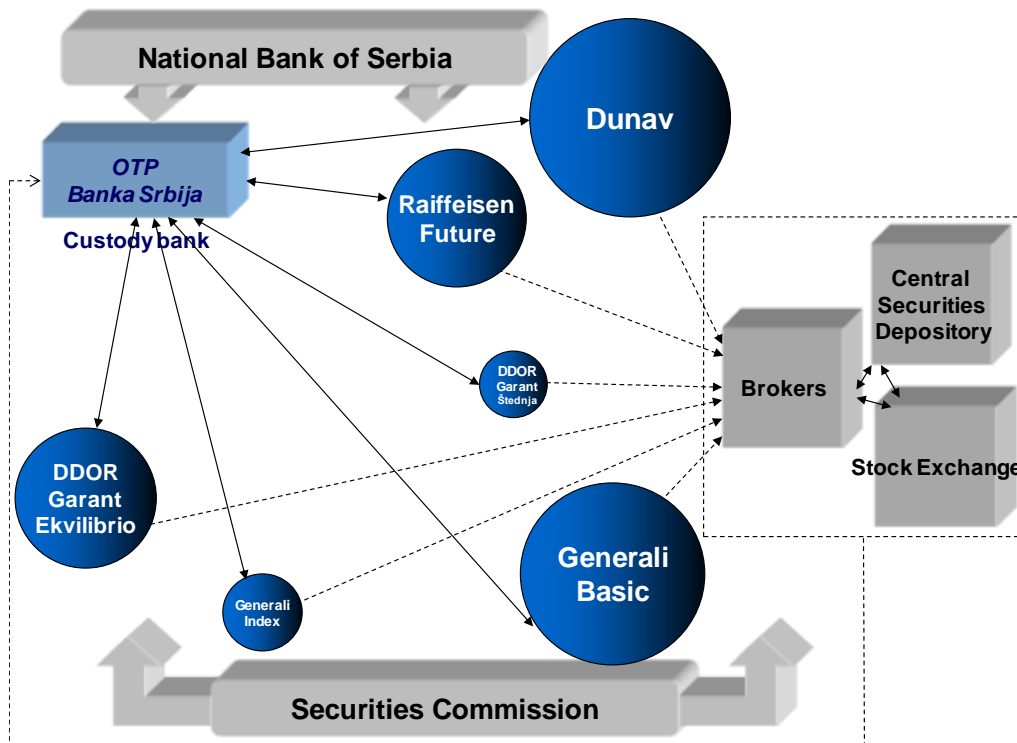 National Bank of Serbia
Dunav
OTP
Banka Srbija
Custody bank
Raiffeisen
Future
Central
Securities
Depository
Brokers
DDOR
Garant
Štednja
Stock Exchange
DDOR
Garant
Ekvilibrio
Generali
Basic
Generali
Index
Securities Commission